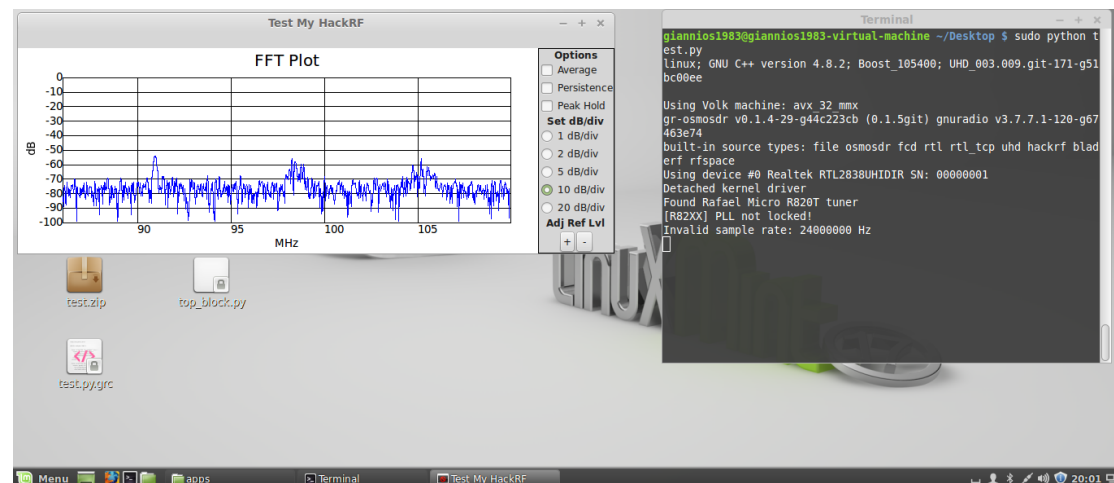 Test My HackRF
FFT Plot
0
-10
-20
-30
-40
-50
-60
-70
-80
-90
-100
dB
90
95
100
105
MHz
Options
Average
Persistence
Peak Hold
Set dB/div
1 dB/div
2 dB/div
5 dB/div
10 dB/div
20 dB/div
Adj Ref Lvl
+
-
Terminal
giannios1983@giannios1983-virtual-machine ~/Desktop $ sudo python t
est.py
linux; GNU C++ version 4.8.2; Boost_105400; UHD_003.009.git-171-g51
bc00ee
Using Volk machine: avx_32_mmx
gr-osmosdr v0.1.4-29-g44c223cb (0.1.5git) gnuradio v3.7.7.1-120-g67
463e74
built-in source types: file osmosdr fcd rtl rtl_tcp uhd hackrf blad
erf rfspace
Using device #0 Realtek RTL2838UHIDIR SN: 00000001
Detached kernel driver
Found Rafael Micro R820T tuner
[R82XX] PLL not locked!
Invalid sample rate: 24000000 Hz
test.zip
top_block.py
test.py.grc
Menu
apps
Terminal
Test My HackRF
20:01